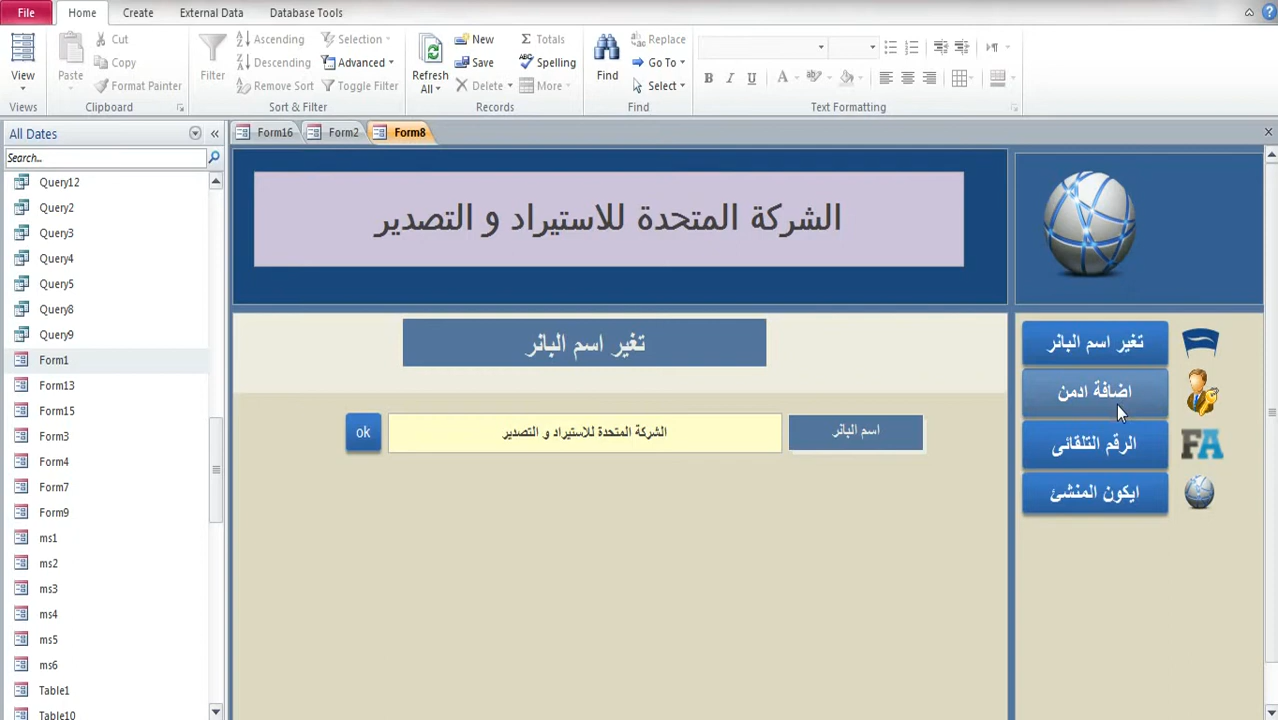 File
Home
Create
External Data
Database Tools
View
Views
Paste
Cut
Copy
Format Painter
Clipboard
Filter
Ascending
Descending
Remove Sort
Selection
Advanced
Toggle Filter
Sort & Filter
Refresh
All
New
Save
Delete
Totals
Spelling
More
Records
Find
Replace
Go To
Select
Find
B I U A
Text Formatting
All Dates
Search...
Query12
Query2
Query3
Query4
Query5
Query8
Query9
Form1
Form13
Form15
Form3
Form4
Form7
Form9
ms1
ms2
ms3
ms4
ms5
ms6
Table1
Table10
Form16
Form2
Form8
الشركة المتحدة للاستيراد و التصدير
تغير اسم البانر
اسم البانر
الشركة المتحدة للاستيراد و التصدير
ok
تغير اسم البانر
اضافة ادمن
الرقم التلقائى
FA
ايكون المنشئ